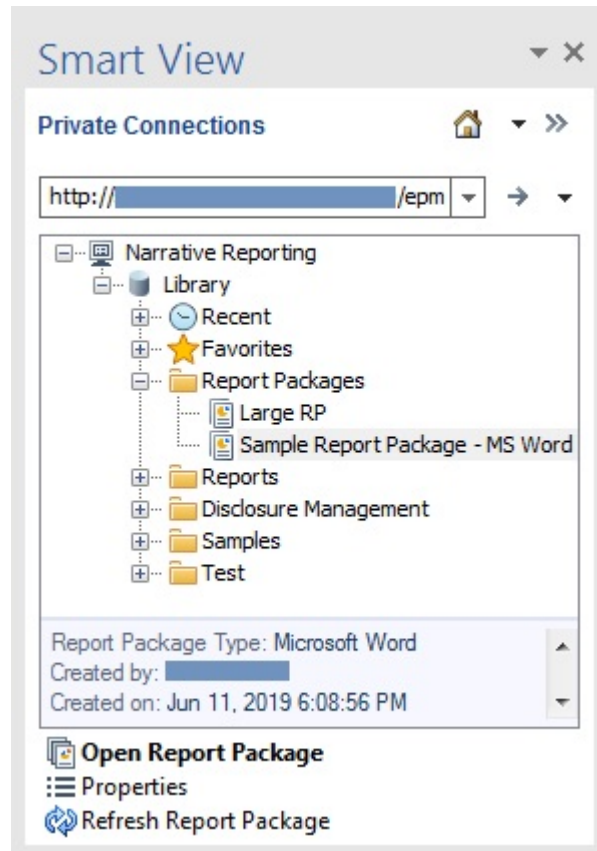 Smart View
Private Connections
http:// /epm
Narrative Reporting
Library
Recent
Favorites
Report Packages
Large RP
Sample Report Package - MS Word
Reports
Disclosure Management
Samples
Test
Report Package Type: Microsoft Word
Created by:
Created on: Jun 11, 2019 6:08:56 PM
Open Report Package
Properties
Refresh Report Package